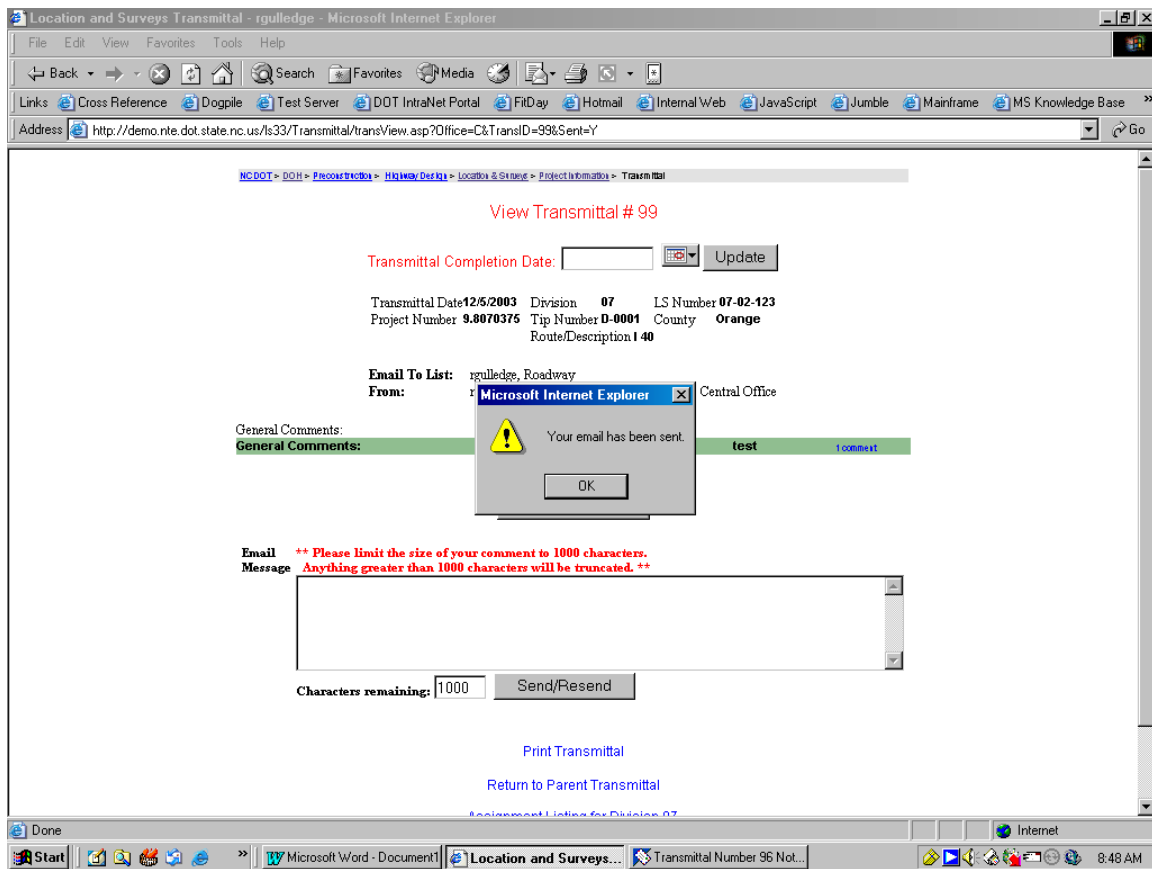 Location and Surveys Transmittal - rgulledge - Microsoft Internet Explorer
File Edit View Favorites Tools Help
Back Search Favorites Media
Links Cross Reference Dogpile Test Server DOT IntraNet Portal FitDay Hotmail Internal Web JavaScript Jumble Mainframe MS Knowledge Base »
Address http://demo.nte.dot.state.nc.us/ls33/Transmittal/transView.asp?Office=C&TransID=99&Sent=Y Go
NCDOT > DOH > Preconstruction > Highway Design > Location & Surveys > Project Information > Transmittal
View Transmittal # 99
Transmittal Completion Date: Update
Transmittal Date12/5/2003 Division 07 LS Number 07-02-123
Project Number 9.8070375 Tip Number D-0001 County Orange
Route/Description I 40
Email To List: rgulledge, Roadway
From: r Central Office
Microsoft Internet Explorer
Your email has been sent.
OK
General Comments:
General Comments: test 1 comment
Email ** Please limit the size of your comment to 1000 characters.
Message Anything greater than 1000 characters will be truncated. **
Characters remaining: 1000 Send/Resend
Print Transmittal
Return to Parent Transmittal
Assignment Listing for Division 07
Done Internet
Start » Microsoft Word - Document1 Location and Surveys... Transmittal Number 96 Not... 8:48 AM